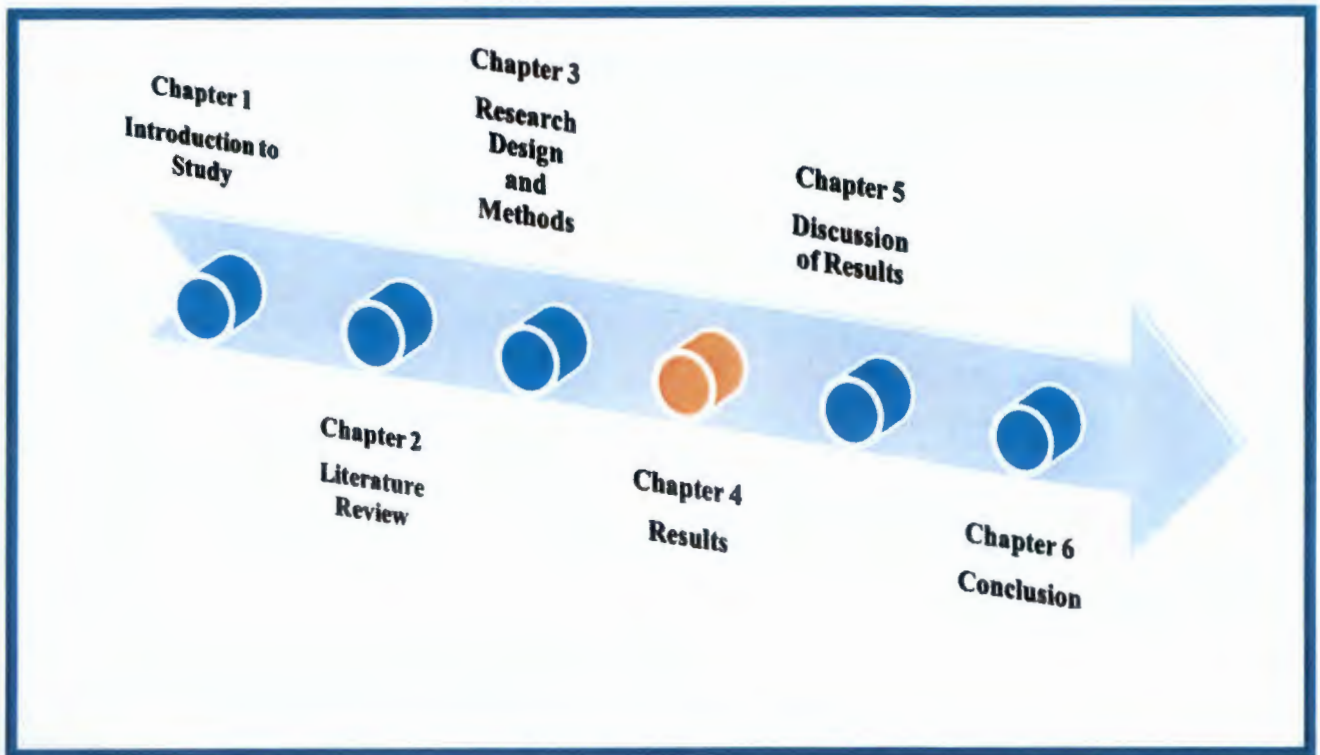 Chapter 1
Introduction to
Study
Chapter 2
Literature
Review
Chapter 3
Research
Design
and
Methods
Chapter 4
Results
Chapter 5
Discussion
of Results
Chapter 6
Conclusion